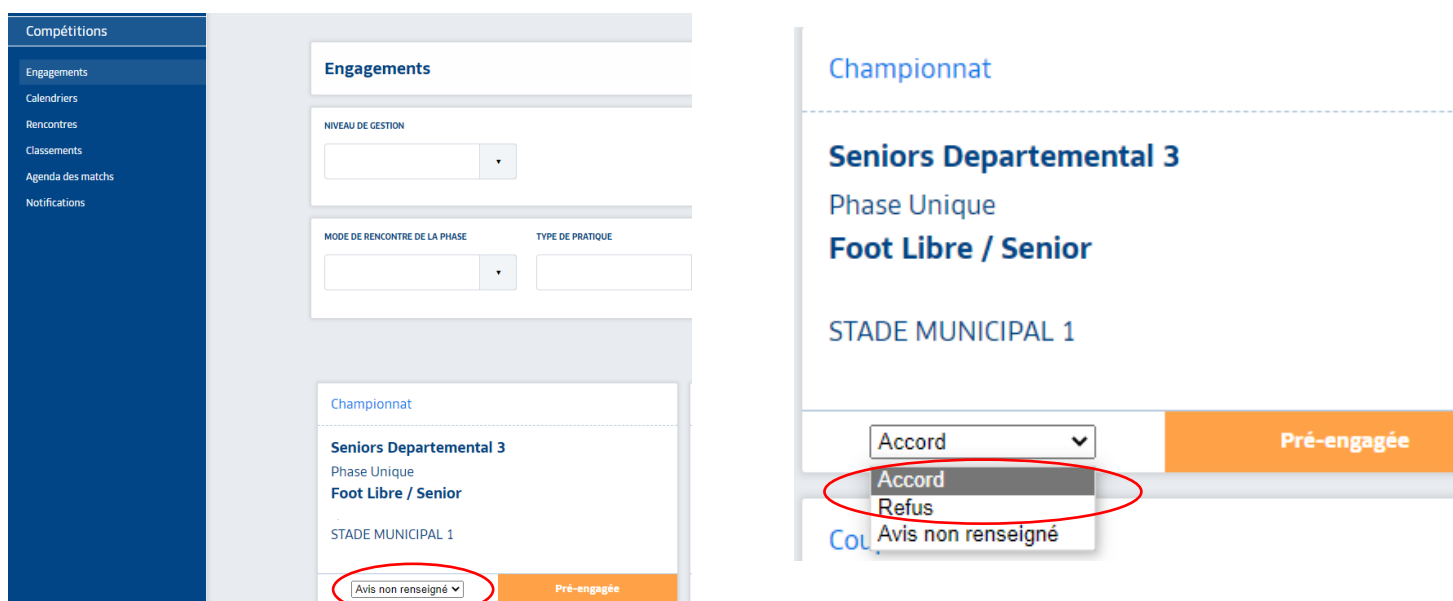 Compétitions
Engagements
Calendriers
Rencontres
Classements
Agenda des matchs
Notifications
Engagements
NIVEAU DE GESTION
MODE DE RENCONTRE DE LA PHASE
TYPE DE PRATIQUE
Championnat
Seniors Departemental 3
Phase Unique
Foot Libre / Senior
STADE MUNICIPAL 1
Avis non renseigné
Pré-engagée
Championnat
Seniors Departemental 3
Phase Unique
Foot Libre / Senior
STADE MUNICIPAL 1
Accord
Pré-engagée
Accord
Refus
Avis non renseigné